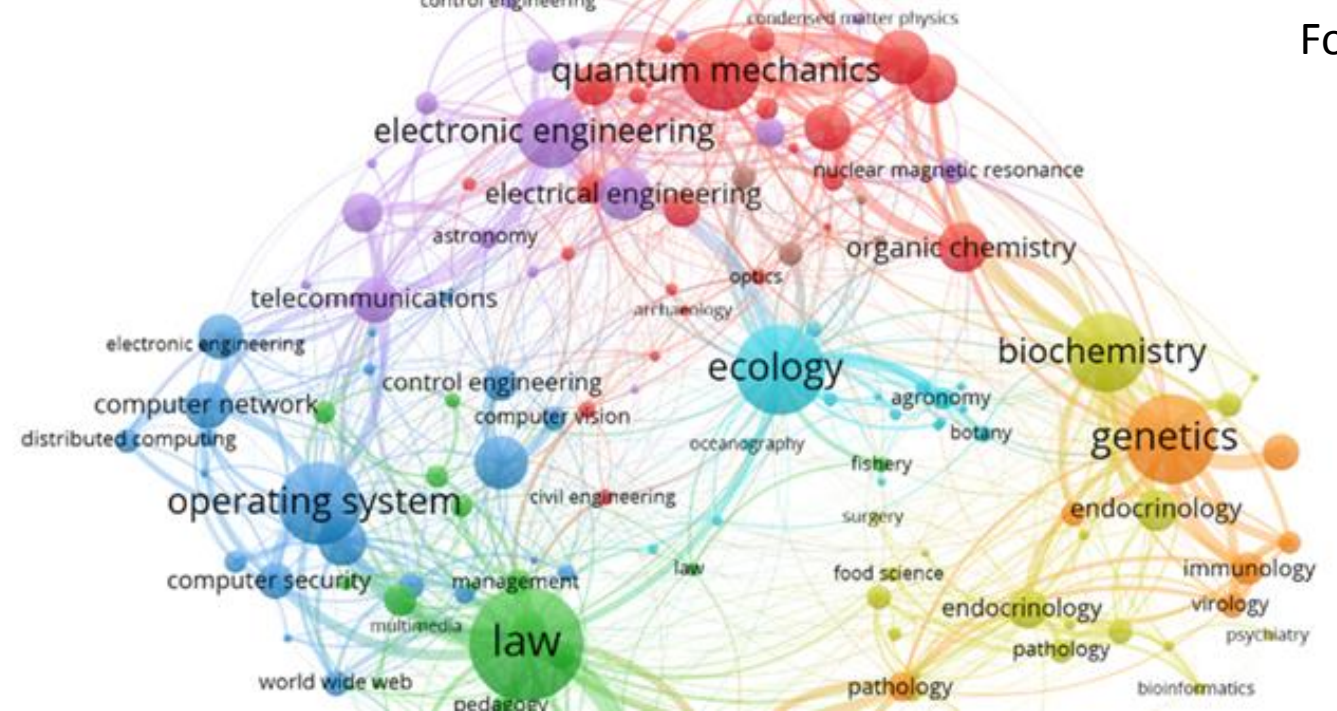 control engineering
condensed matter physics
Fo
quantum mechanics
electronic engineering
nuclear magnetic resonance
electrical engineering
astronomy
organic chemistry
optics
telecommunications
archaeology
electronic engineering
biochemistry
ecology
control engineering
agronomy
computer network
computer vision
botany
distributed computing
oceanography
genetics
fishery
operating system
civil engineering
endocrinology
surgery
law
food science
immunology
computer security
management
endocrinology
virology
multimedia
psychiatry
law
pathology
world wide web
pathology
bioinformatics
pedagogy